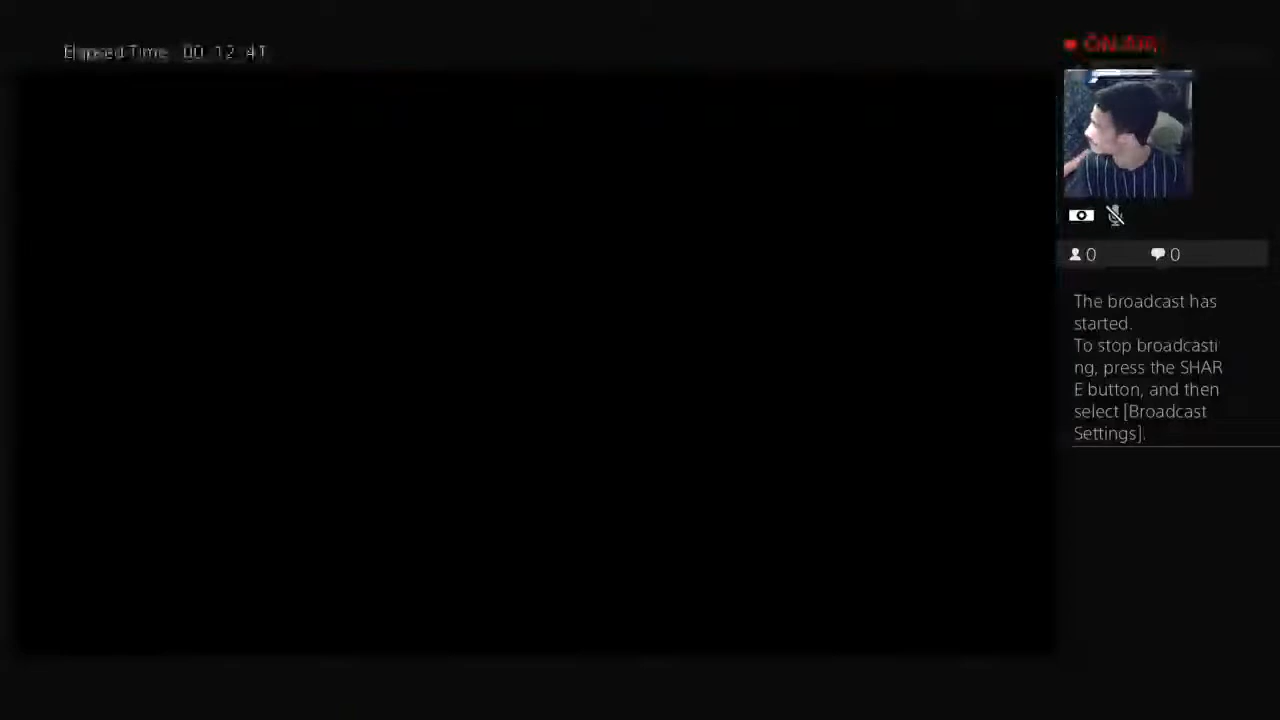 Elapsed Time 00 12 41
ON AIR
0 0
The broadcast has
started.
To stop broadcasti
ng, press the SHAR
E button, and then
select [Broadcast
Settings].